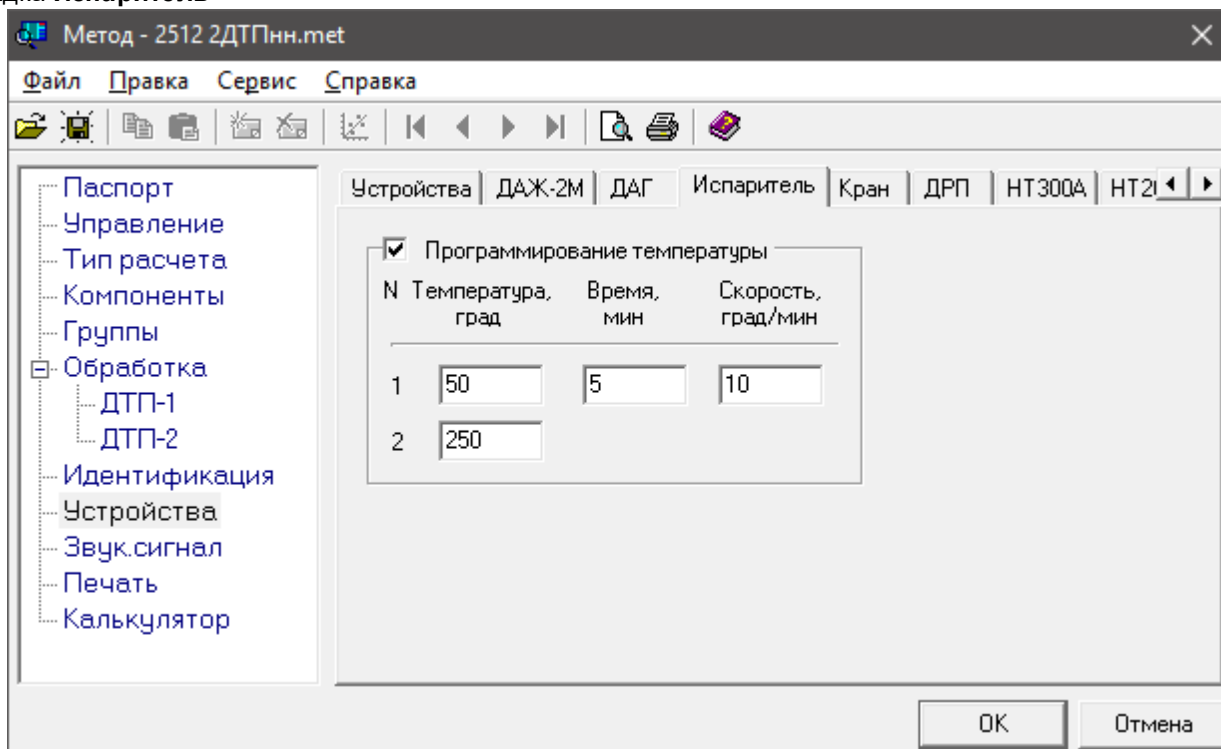 Испаритель
Метод - 2512 2ДТПнн.met
Файл Правка Сервис Справка
Паспорт
Управление
Тип расчета
Компоненты
Группы
Обработка
ДТП-1
ДТП-2
Идентификация
Устройства
Звук.сигнал
Печать
Калькулятор
Устройства ДАЖ-2М ДАГ Испаритель Кран ДРП НТ300А НТ2
Программирование температуры
N Температура, Время, Скорость,
град мин град/мин
1 50 5 10
2 250
OK Отмена